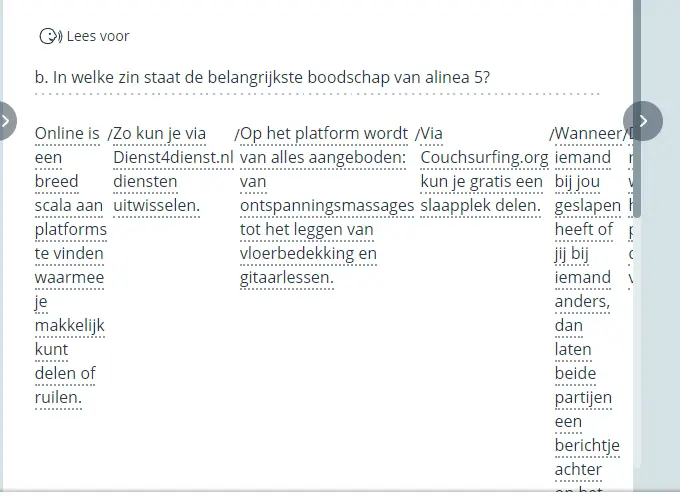 Lees voor
b. In welke zin staat de belangrijkste boodschap van alinea 5?
Online is
een
breed
scala aan
platforms
te vinden
waarmee
je
makkelijk
kunt
delen of
ruilen.
/Zo kun je via
Dienst4dienst.nl
diensten
uitwisselen.
/Op het platform wordt
van alles aangeboden:
van
ontspanningsmassages
tot het leggen van
vloerbedekking en
gitaarlessen.
/Via
Couchsurfing.org
kun je gratis een
slaapplek delen.
/Wanneer
iemand
bij jou
geslapen
heeft of
jij bij
iemand
anders,
dan
laten
beide
partijen
een
berichtje
achter
/